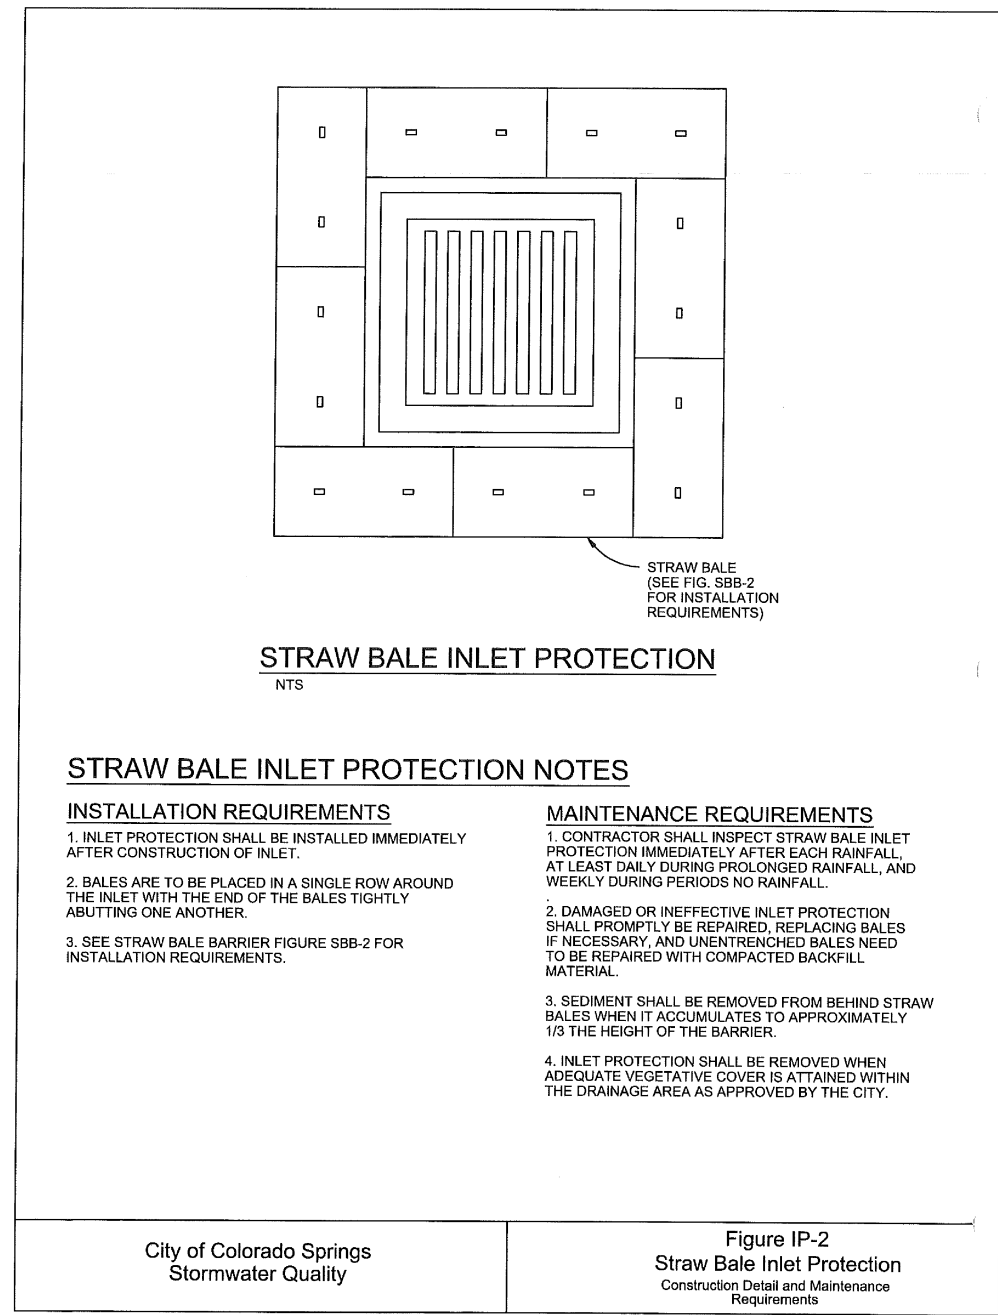 STRAW BALE
(SEE FIG. SBB-2
FOR INSTALLATION
REQUIREMENTS)
STRAW BALE INLET PROTECTION
NTS
STRAW BALE INLET PROTECTION NOTES
INSTALLATION REQUIREMENTS
1. INLET PROTECTION SHALL BE INSTALLED IMMEDIATELY
AFTER CONSTRUCTION OF INLET.
2. BALES ARE TO BE PLACED IN A SINGLE ROW AROUND
THE INLET WITH THE END OF THE BALES TIGHTLY
ABUTTING ONE ANOTHER.
3. SEE STRAW BALE BARRIER FIGURE SBB-2 FOR
INSTALLATION REQUIREMENTS.
MAINTENANCE REQUIREMENTS
1. CONTRACTOR SHALL INSPECT STRAW BALE INLET
PROTECTION IMMEDIATELY AFTER EACH RAINFALL,
AT LEAST DAILY DURING PROLONGED RAINFALL, AND
WEEKLY DURING PERIODS NO RAINFALL.
.
2. DAMAGED OR INEFFECTIVE INLET PROTECTION
SHALL PROMPTLY BE REPAIRED, REPLACING BALES
IF NECESSARY, AND UNENTRENCHED BALES NEED
TO BE REPAIRED WITH COMPACTED BACKFILL
MATERIAL.
3. SEDIMENT SHALL BE REMOVED FROM BEHIND STRAW
BALES WHEN IT ACCUMULATES TO APPROXIMATELY
1/3 THE HEIGHT OF THE BARRIER.
4. INLET PROTECTION SHALL BE REMOVED WHEN
ADEQUATE VEGETATIVE COVER IS ATTAINED WITHIN
THE DRAINAGE AREA AS APPROVED BY THE CITY.
City of Colorado Springs
Stormwater Quality
Figure IP-2
Straw Bale Inlet Protection
Construction Detail and Maintenance
Requirements